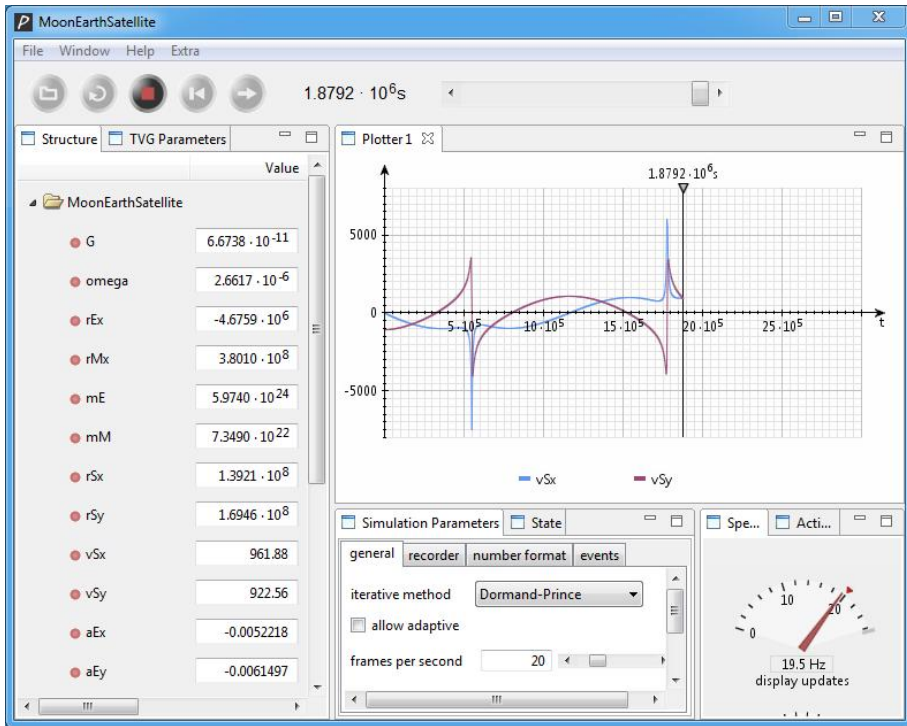 MoonEarthSatellite
File Window Help Extra
1.8792 · 10⁶s
Structure TVG Parameters
Value
MoonEarthSatellite
G 6.6738 · 10⁻¹¹
omega 2.6617 · 10⁻⁶
rEx -4.6759 · 10⁶
rMx 3.8010 · 10⁸
mE 5.9740 · 10²⁴
mM 7.3490 · 10²²
rSx 1.3921 · 10⁸
rSy 1.6946 · 10⁸
vSx 961.88
vSy 922.56
aEx -0.0052218
aEy -0.0061497
Plotter1
1.8792 · 10⁶s
5000
0
5·10⁵ 10·10⁵ 15·10⁵ 20·10⁵ 25·10⁵ t
-5000
vSx vSy
Simulation Parameters State
general recorder number format events
iterative method Dormand-Prince
allow adaptive
frames per second 20
Spe... Acti...
0 10 20
19.5 Hz
display updates